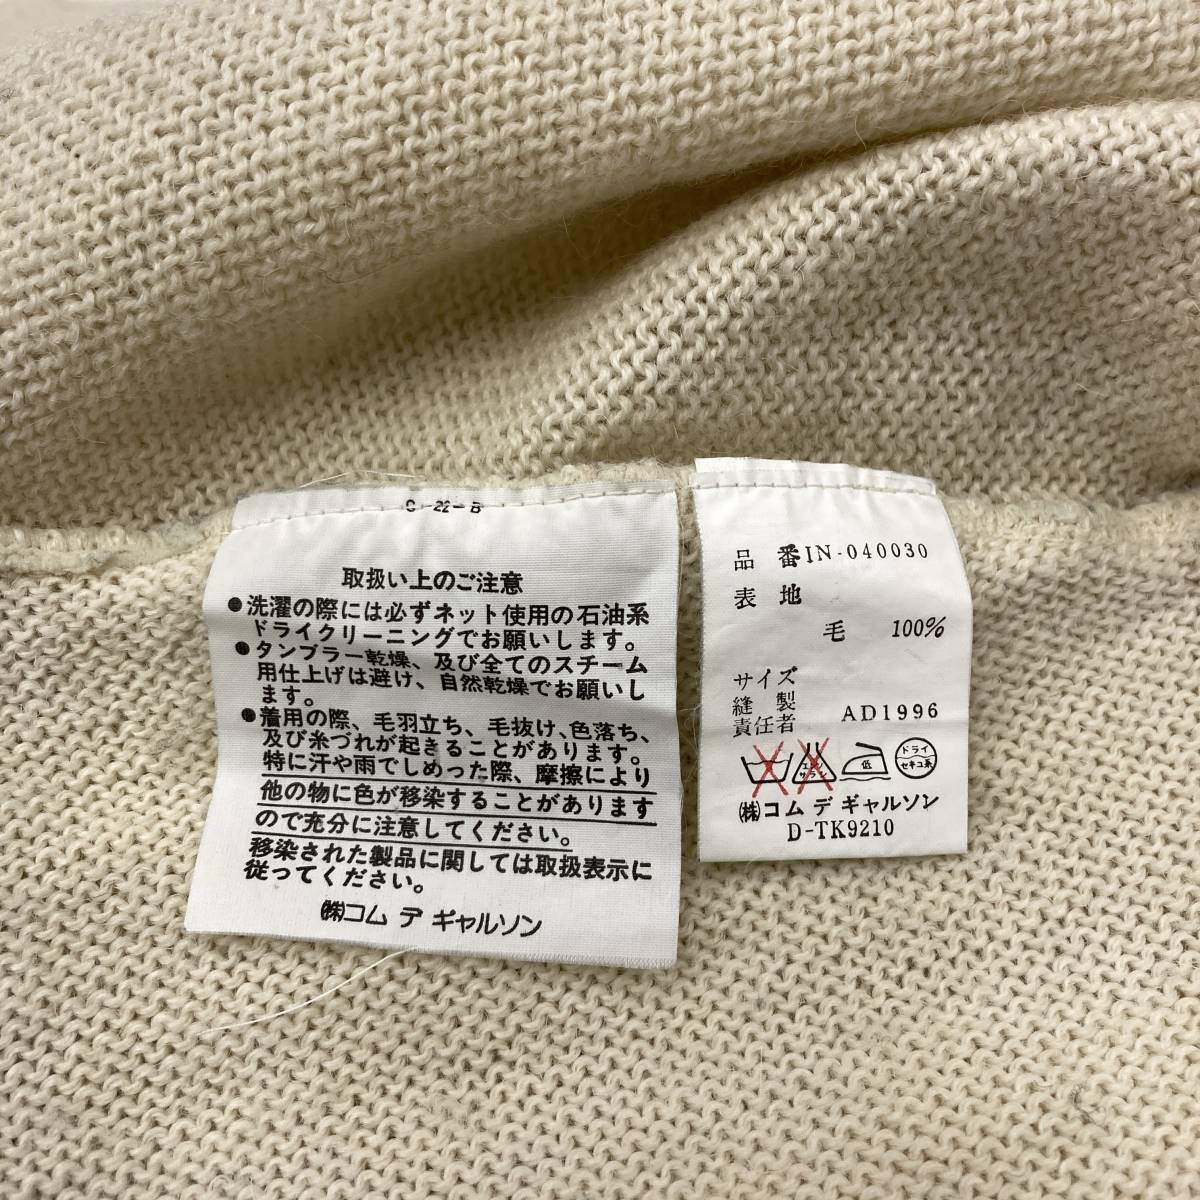 C-22-B
取扱い上のご注意
●洗濯の際には必ずネット使用の石油系
ドライクリーニングでお願いします。
●タンブラー乾燥、及び全てのスチーム
用仕上げは避け、自然乾燥でお願いし
ます。
●着用の際、毛羽立ち、毛抜け、色落ち、
及び糸づれが起きることがあります。
特に汗や雨でしめった際、摩擦により
他の物に色が移染することがあります
ので充分に注意してください。
移染された製品に関しては取扱表示に
従ってください。
㈱コム デ ギャルソン
品 番 IN-040030
表 地
毛 100%
サイズ
縫 製
責任者 AD1996
エンソ
サラシ
低
ドライ
セキユ系
㈱コム デ ギャルソン
D-TK9210